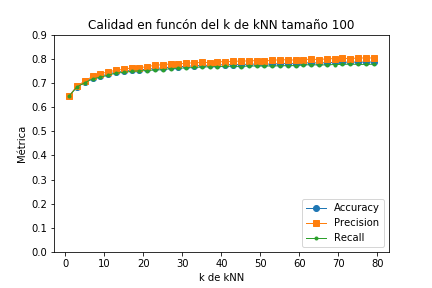 Calidad en funcón del k de kNN tamaño 100
Métrica
0.9
0.8
0.7
0.6
0.5
0.4
0.3
0.2
0.1
0.0
0 10 20 30 40 50 60 70 80
k de kNN
Accuracy
Precision
Recall